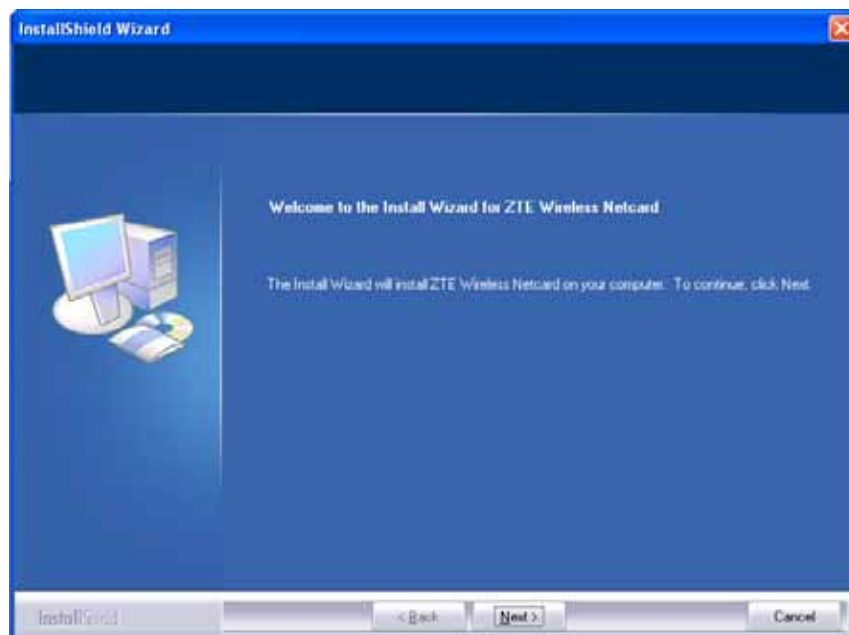 InstallShield Wizard
Welcome to the Install Wizard for ZTE Wireless Netcard
The Install Wizard will install ZTE Wireless Netcard on your computer. To continue, click Next.
InstallShield
< Back
Next >
Cancel